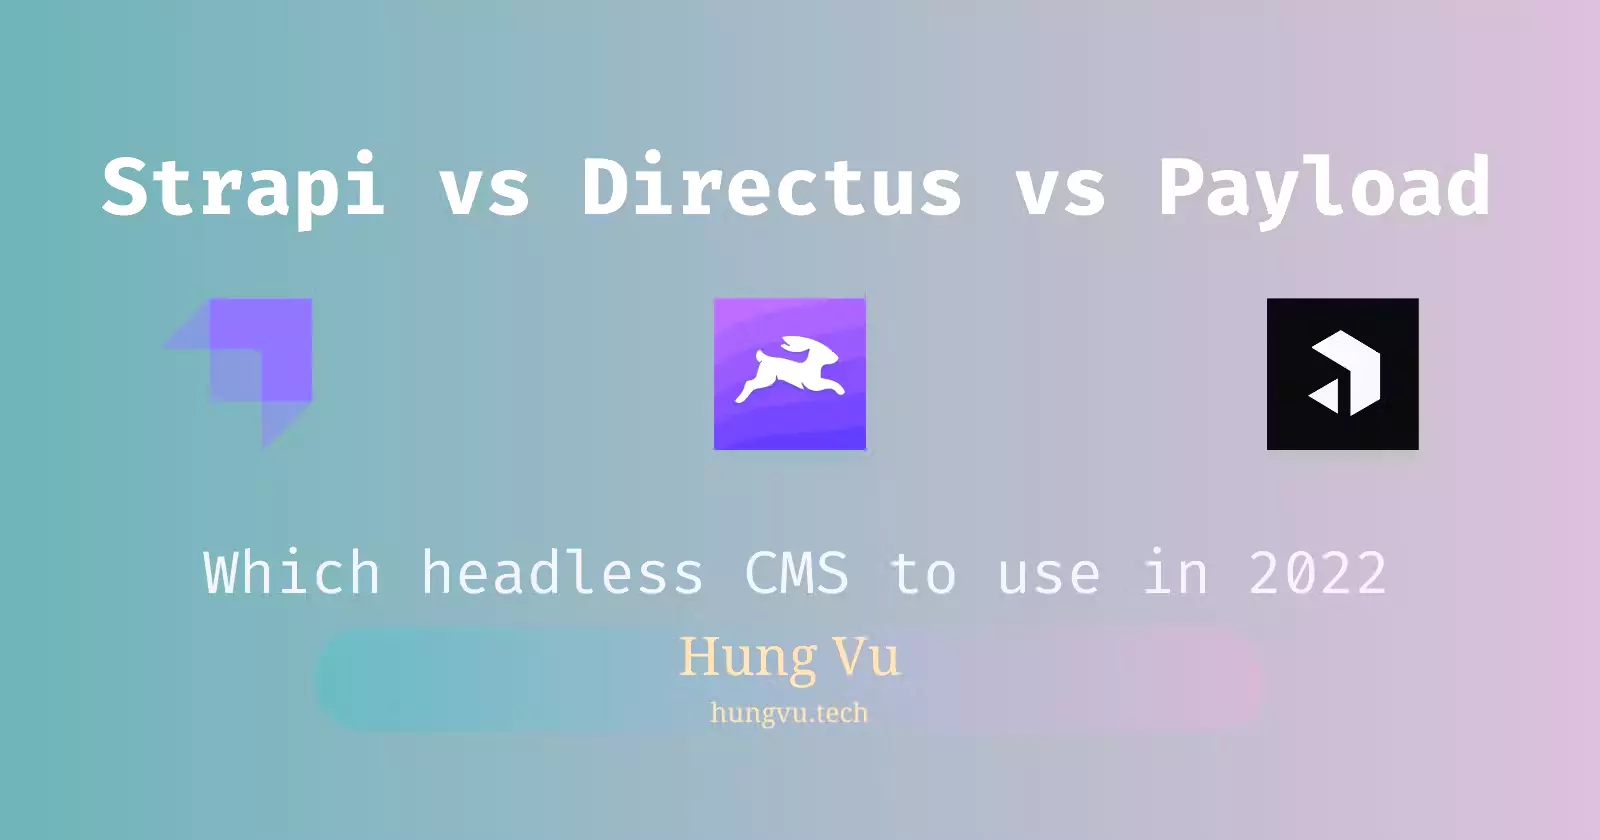 Strapi vs Directus vs Payload
Which headless CMS to use in 2022
Hung Vu
hungvu.tech